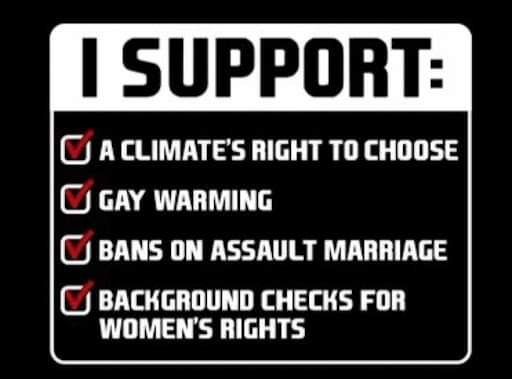 I SUPPORT:
A CLIMATE'S RIGHT TO CHOOSE
GAY WARMING
BANS ON ASSAULT MARRIAGE
BACKGROUND CHECKS FOR
WOMEN'S RIGHTS